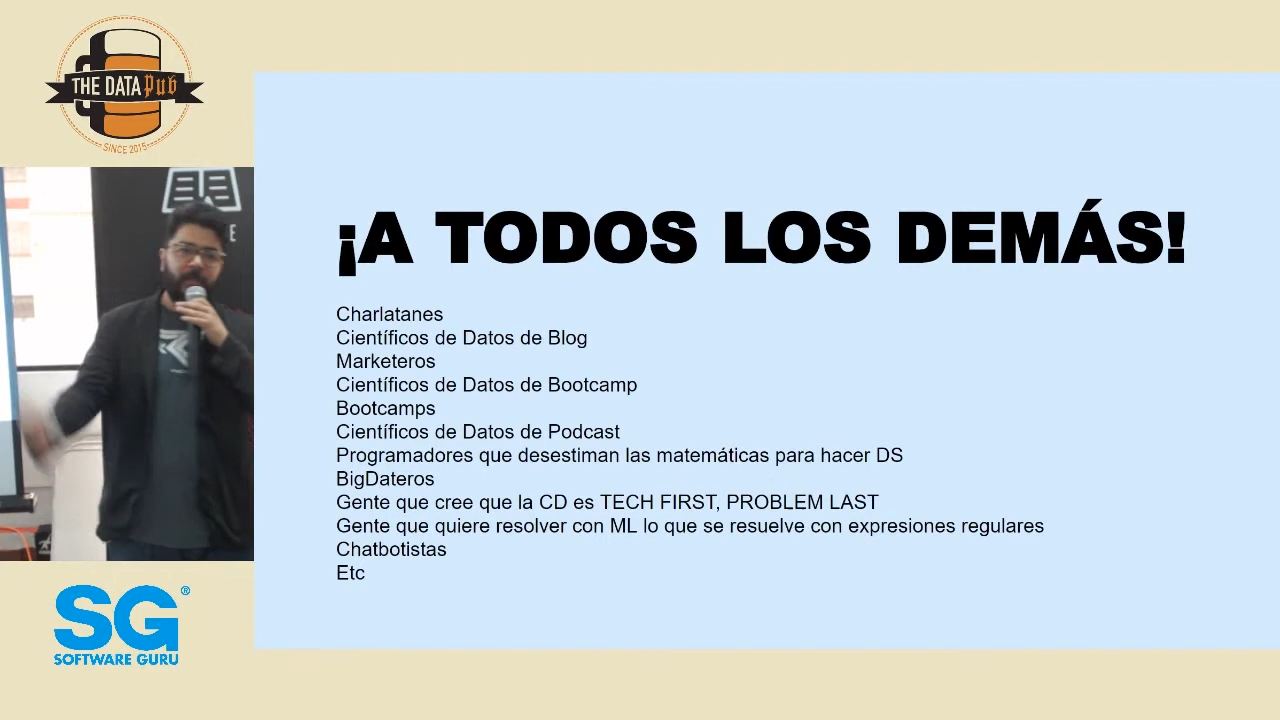 THE DATA Pub
SINCE 2015
¡A TODOS LOS DEMÁS!
Charlatanes
Científicos de Datos de Blog
Marketeros
Científicos de Datos de Bootcamp
Bootcamps
Científicos de Datos de Podcast
Programadores que desestiman las matemáticas para hacer DS
BigDateros
Gente que cree que la CD es TECH FIRST, PROBLEM LAST
Gente que quiere resolver con ML lo que se resuelve con expresiones regulares
Chatbotistas
Etc
SG®
SOFTWARE GURU